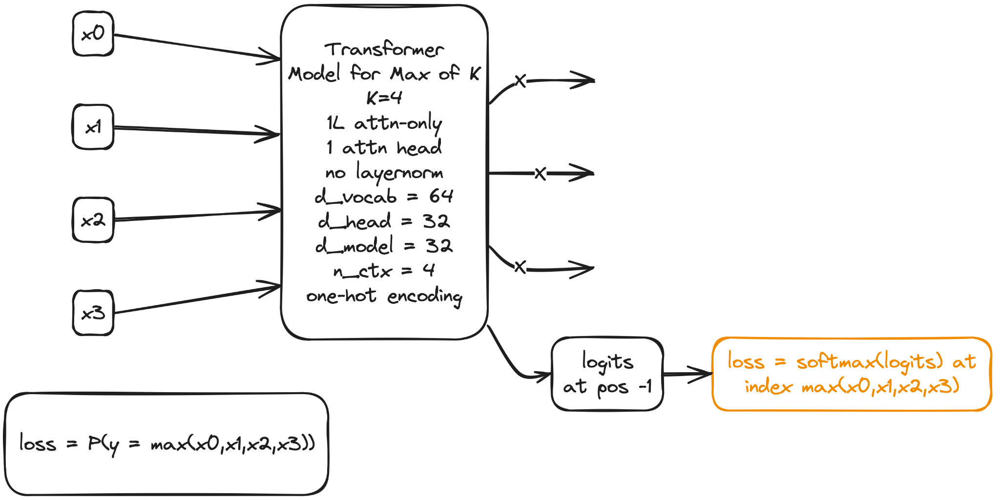 x0
x1
x2
x3
Transformer
Model for Max of K
K=4
1L attn-only
1 attn head
no layernorm
d_vocab = 64
d_head = 32
d_model = 32
n_ctx = 4
one-hot encoding
x
x
x
logits
at pos -1
loss = softmax(logits) at
index max(x0,x1,x2,x3)
loss = P(y = max(x0,x1,x2,x3))